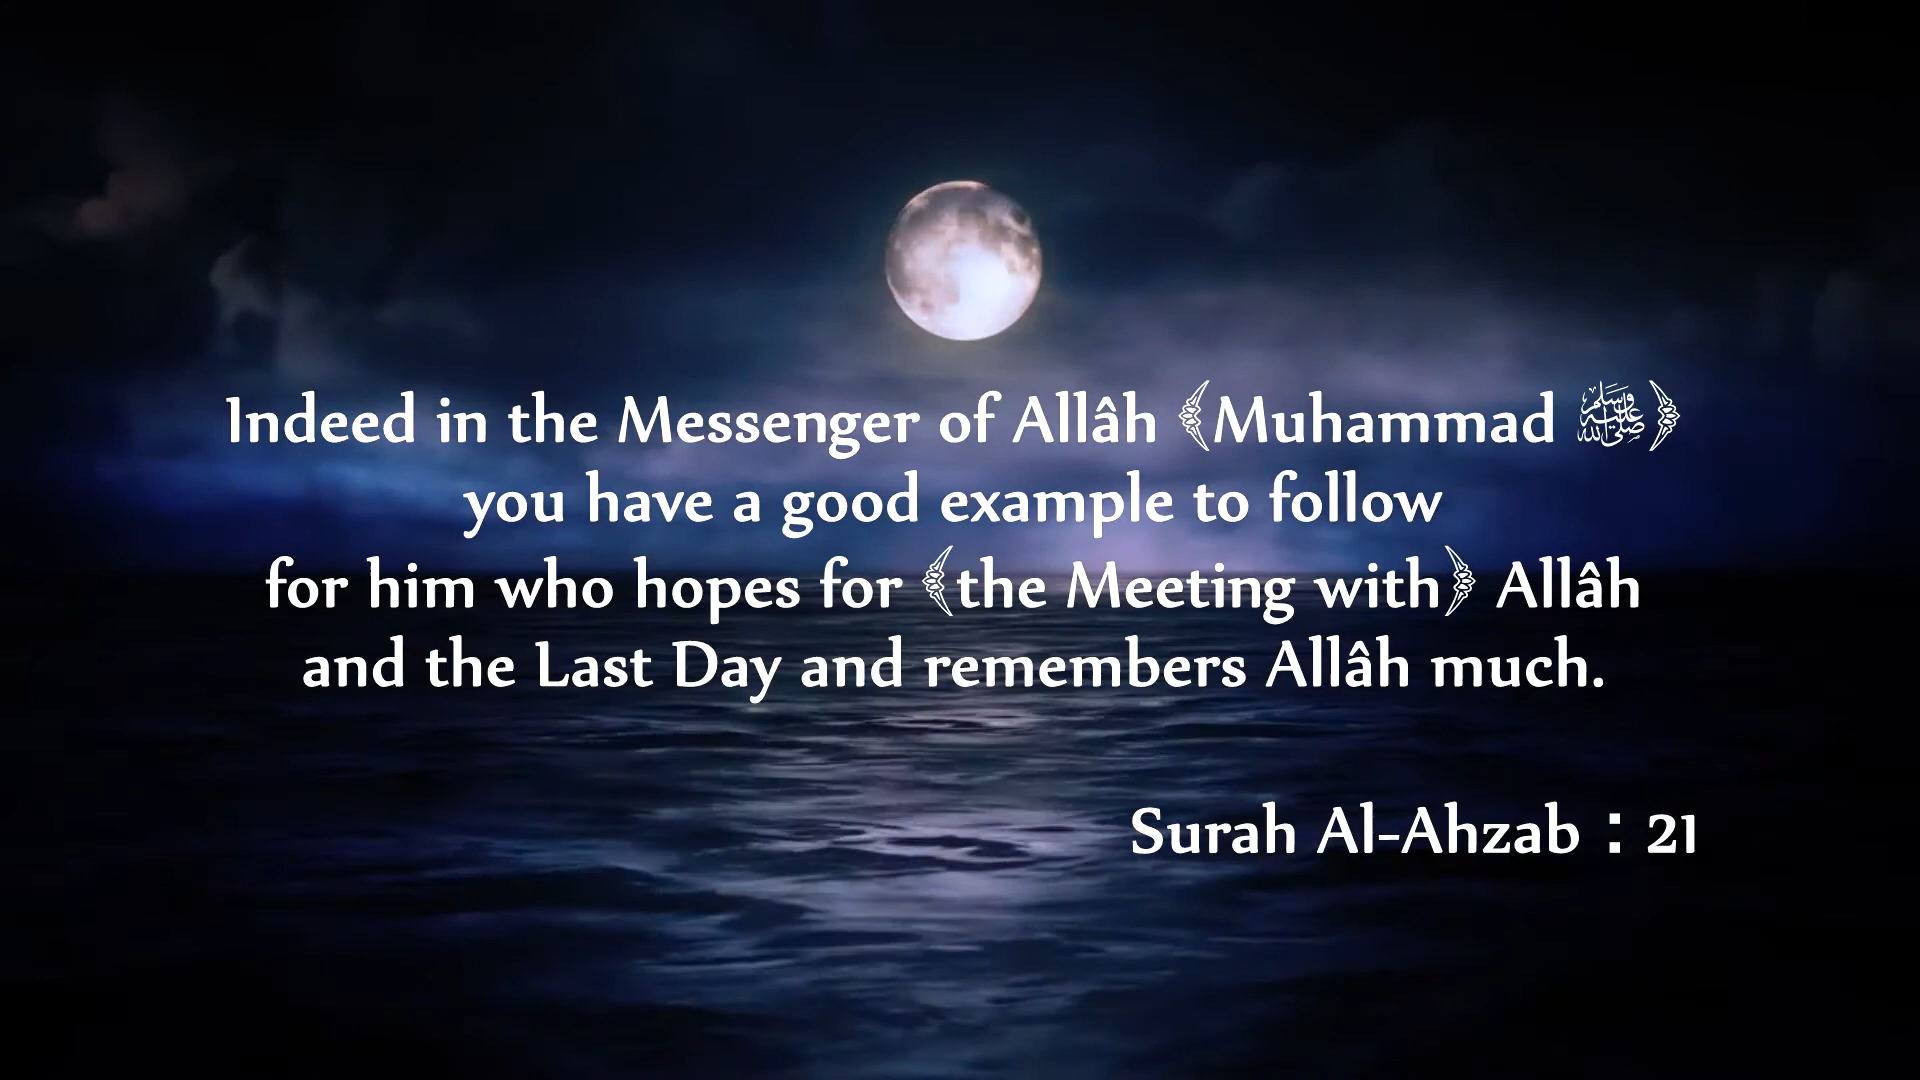 Indeed in the Messenger of Allâh ﴾Muhammad ﷺ﴿
you have a good example to follow
for him who hopes for ﴾the Meeting with﴿ Allâh
and the Last Day and remembers Allâh much.
Surah Al-Ahzab : 21